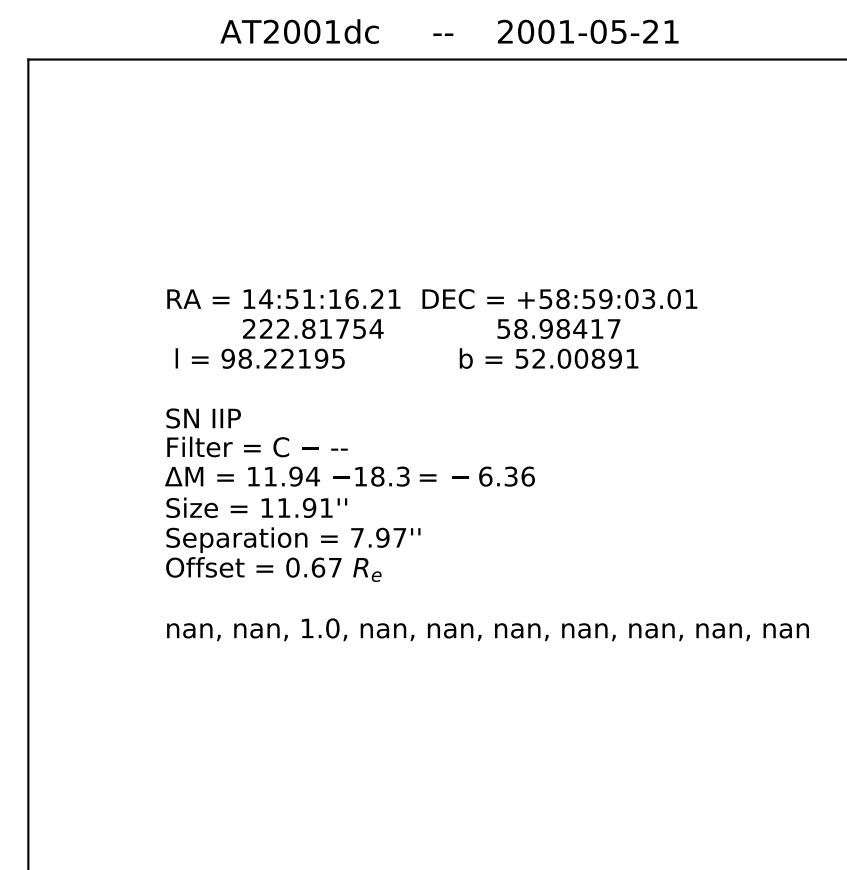 AT2001dc -- 2001-05-21
RA = 14:51:16.21 DEC = +58:59:03.01
222.81754 58.98417
l = 98.22195 b = 52.00891
SN IIP
Filter = C − --
ΔM = 11.94 −18.3 = − 6.36
Size = 11.91''
Separation = 7.97''
Offset = 0.67 Re
nan, nan, 1.0, nan, nan, nan, nan, nan, nan, nan